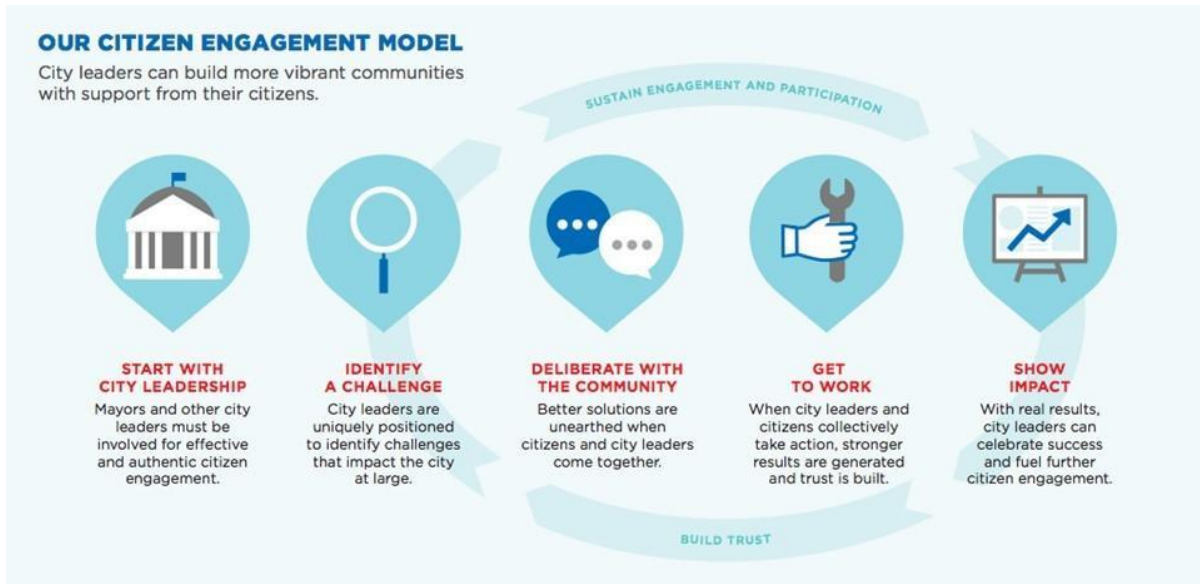 OUR CITIZEN ENGAGEMENT MODEL
City leaders can build more vibrant communities
with support from their citizens.
SUSTAIN ENGAGEMENT AND PARTICIPATION
START WITH
CITY LEADERSHIP
Mayors and other city
leaders must be
involved for effective
and authentic citizen
engagement.
IDENTIFY
A CHALLENGE
City leaders are
uniquely positioned
to identify challenges
that impact the city
at large.
DELIBERATE WITH
THE COMMUNITY
Better solutions are
unearthed when
citizens and city leaders
come together.
GET
TO WORK
When city leaders and
citizens collectively
take action, stronger
results are generated
and trust is built.
SHOW
IMPACT
With real results,
city leaders can
celebrate success
and fuel further
citizen engagement.
BUILD TRUST